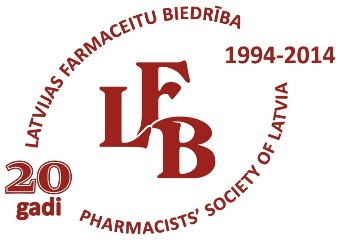 LATVIJAS FARMACEITU BIEDRĪBA
1994-2014
LFB
20
gadi
PHARMACISTS' SOCIETY OF LATVIA